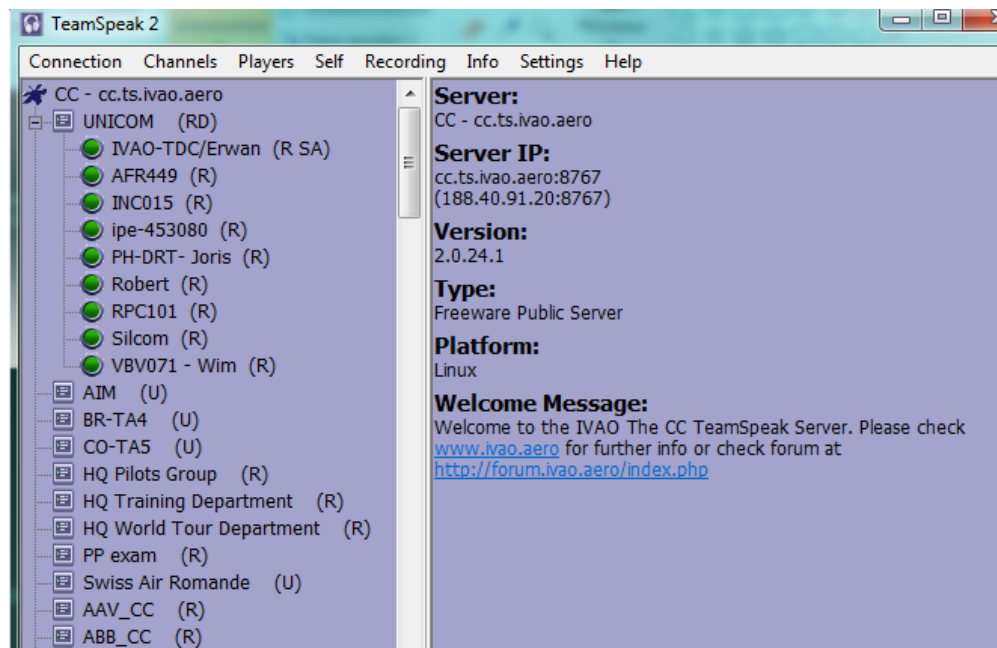 TeamSpeak 2
Connection Channels Players Self Recording Info Settings Help
CC - cc.ts.ivao.aero
UNICOM (RD)
IVAO-TDC/Erwan (R SA)
AFR449 (R)
INC015 (R)
ipe-453080 (R)
PH-DRT- Joris (R)
Robert (R)
RPC101 (R)
Silcom (R)
VBV071 - Wim (R)
AIM (U)
BR-TA4 (U)
CO-TA5 (U)
HQ Pilots Group (R)
HQ Training Department (R)
HQ World Tour Department (R)
PP exam (R)
Swiss Air Romande (U)
AAV_CC (R)
ABB_CC (R)
Server:
CC - cc.ts.ivao.aero
Server IP:
cc.ts.ivao.aero:8767
(188.40.91.20:8767)
Version:
2.0.24.1
Type:
Freeware Public Server
Platform:
Linux
Welcome Message:
Welcome to the IVAO The CC TeamSpeak Server. Please check
www.ivao.aero for further info or check forum at
http://forum.ivao.aero/index.php